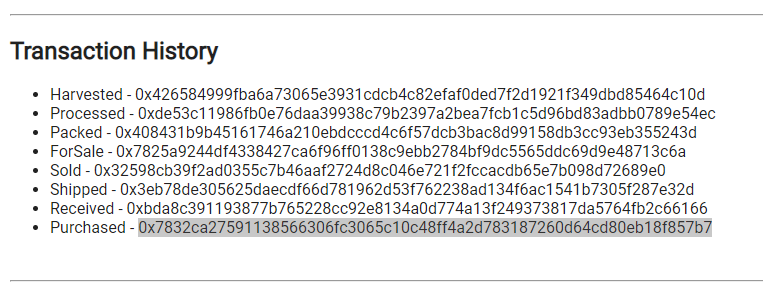 Transaction History
• Harvested - 0x426584999fba6a73065e3931cdcb4c82efaf0ded7f2d1921f349dbd85464c10d
• Processed - 0xde53c11986fb0e76daa39938c79b2397a2bea7fcb1c5d96bd83adbb0789e54ec
• Packed - 0x408431b9b45161746a210ebdcccd4c6f57dcb3bac8d99158db3cc93eb355243d
• ForSale - 0x7825a9244df4338427ca6f96ff0138c9ebb2784bf9dc5565ddc69d9e48713c6a
• Sold - 0x32598cb39f2ad0355c7b46aaf2724d8c046e721f2fccacdb65e7b098d72689e0
• Shipped - 0x3eb78de305625daecdf66d781962d53f762238ad134f6ac1541b7305f287e32d
• Received - 0xbda8c391193877b765228cc92e8134a0d774a13f249373817da5764fb2c66166
• Purchased - 0x7832ca27591138566306fc3065c10c48ff4a2d783187260d64cd80eb18f857b7